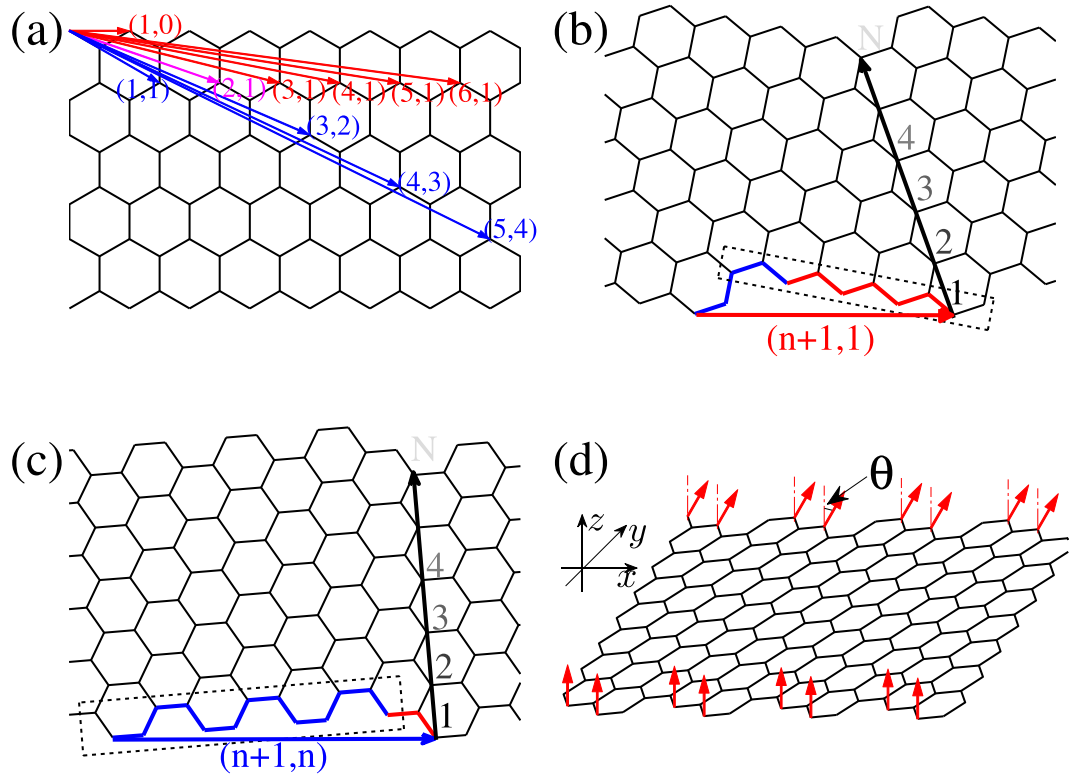 (a)
(1,0)
(1,1)
(2,1)
(3,1)
(4,1)
(5,1)
(6,1)
(3,2)
(4,3)
(5,4)
(b)
N
4
3
2
1
(n+1,1)
(c)
N
4
3
2
1
(n+1,n)
(d)
θ
z
y
x